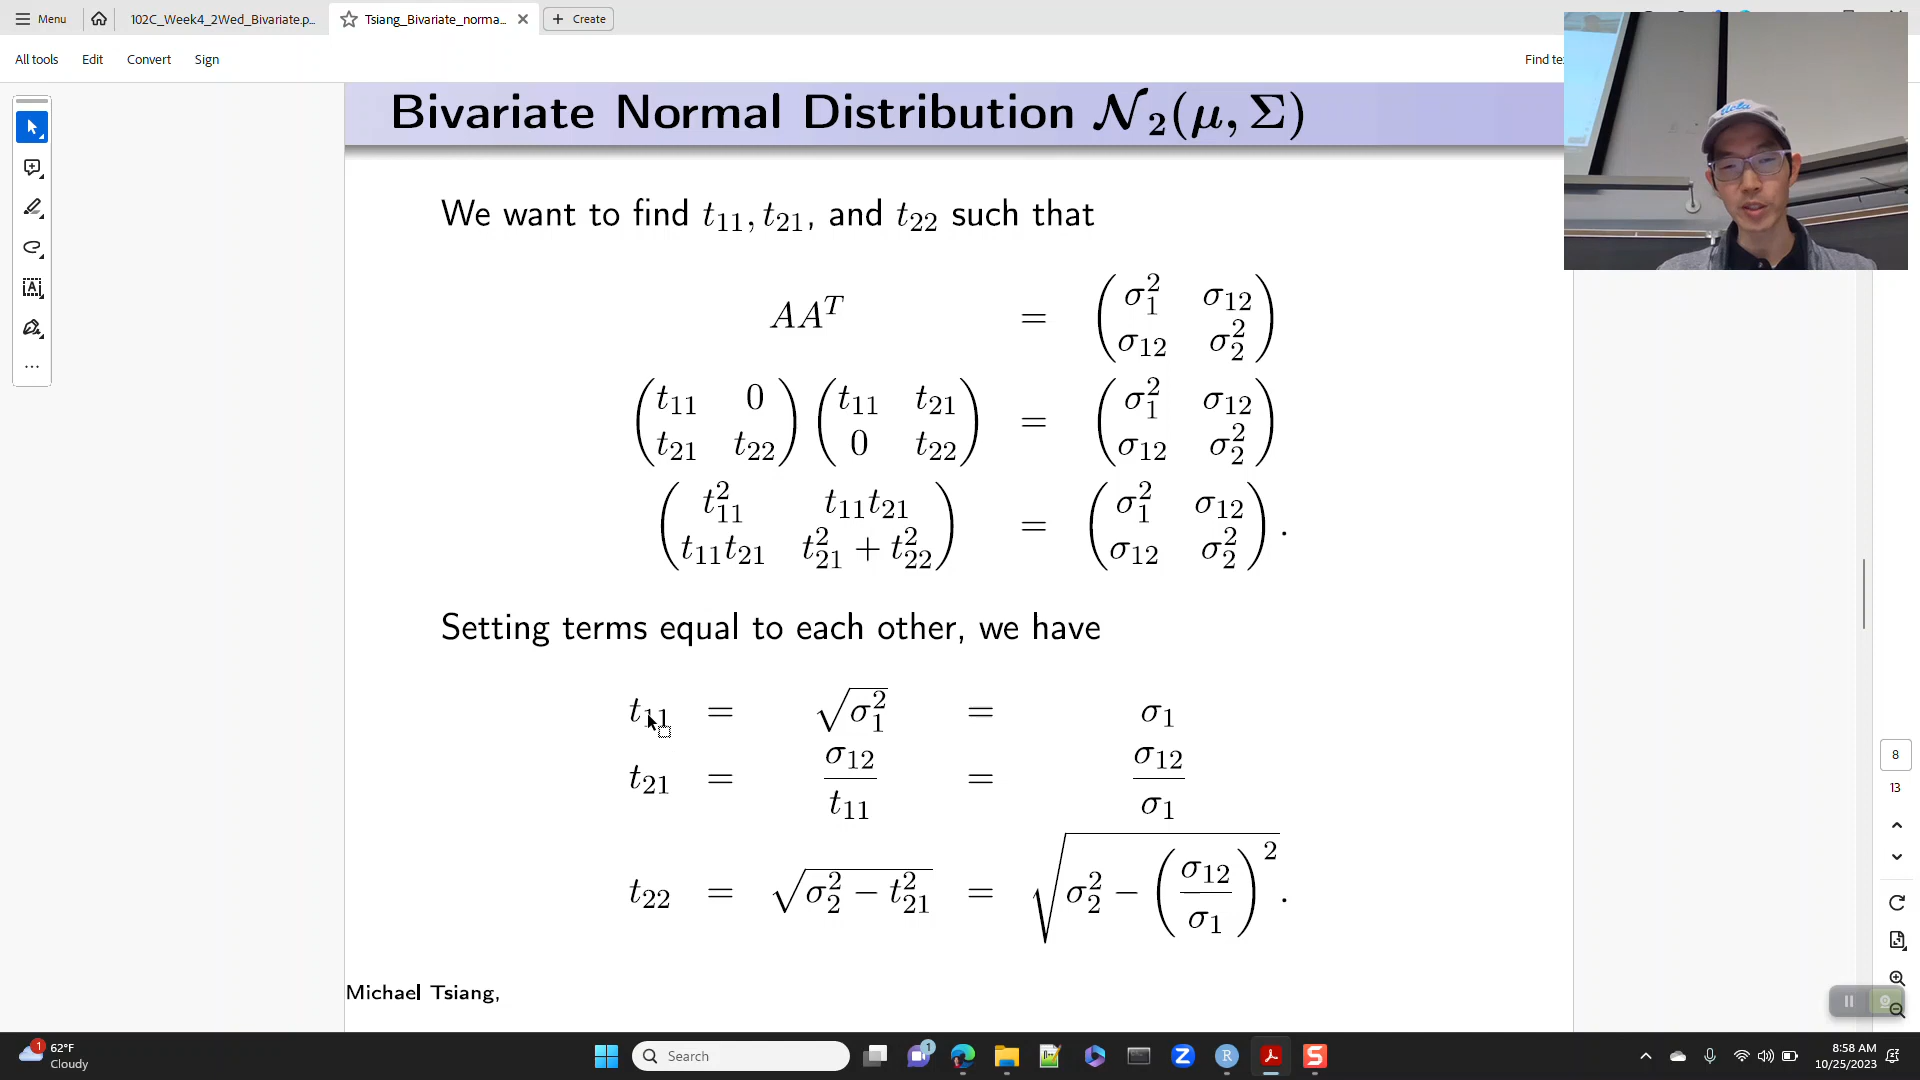 Menu
102C_Week4_2Wed_Bivariate.p...
Tsiang_Bivariate_norma...
Create
All tools Edit Convert Sign
Find te
Bivariate Normal Distribution 𝒩₂(μ, Σ)
We want to find t₁₁, t₂₁, and t₂₂ such that
AAᵀ = (σ₁² σ₁₂
σ₁₂ σ₂²)
(t₁₁ 0 (t₁₁ t₂₁ = (σ₁² σ₁₂
t₂₁ t₂₂) 0 t₂₂) σ₁₂ σ₂²)
(t₁₁² t₁₁t₂₁ = (σ₁² σ₁₂
t₁₁t₂₁ t₂₁² + t₂₂²) σ₁₂ σ₂²).
Setting terms equal to each other, we have
t₁₁ = √σ₁² = σ₁
t₂₁ = σ₁₂/t₁₁ = σ₁₂/σ₁
t₂₂ = √(σ₂² − t₂₁²) = √(σ₂² − (σ₁₂/σ₁)²).
8
13
Michael Tsiang,
1
62°F
Cloudy
Search
1
8:58 AM
10/25/2023